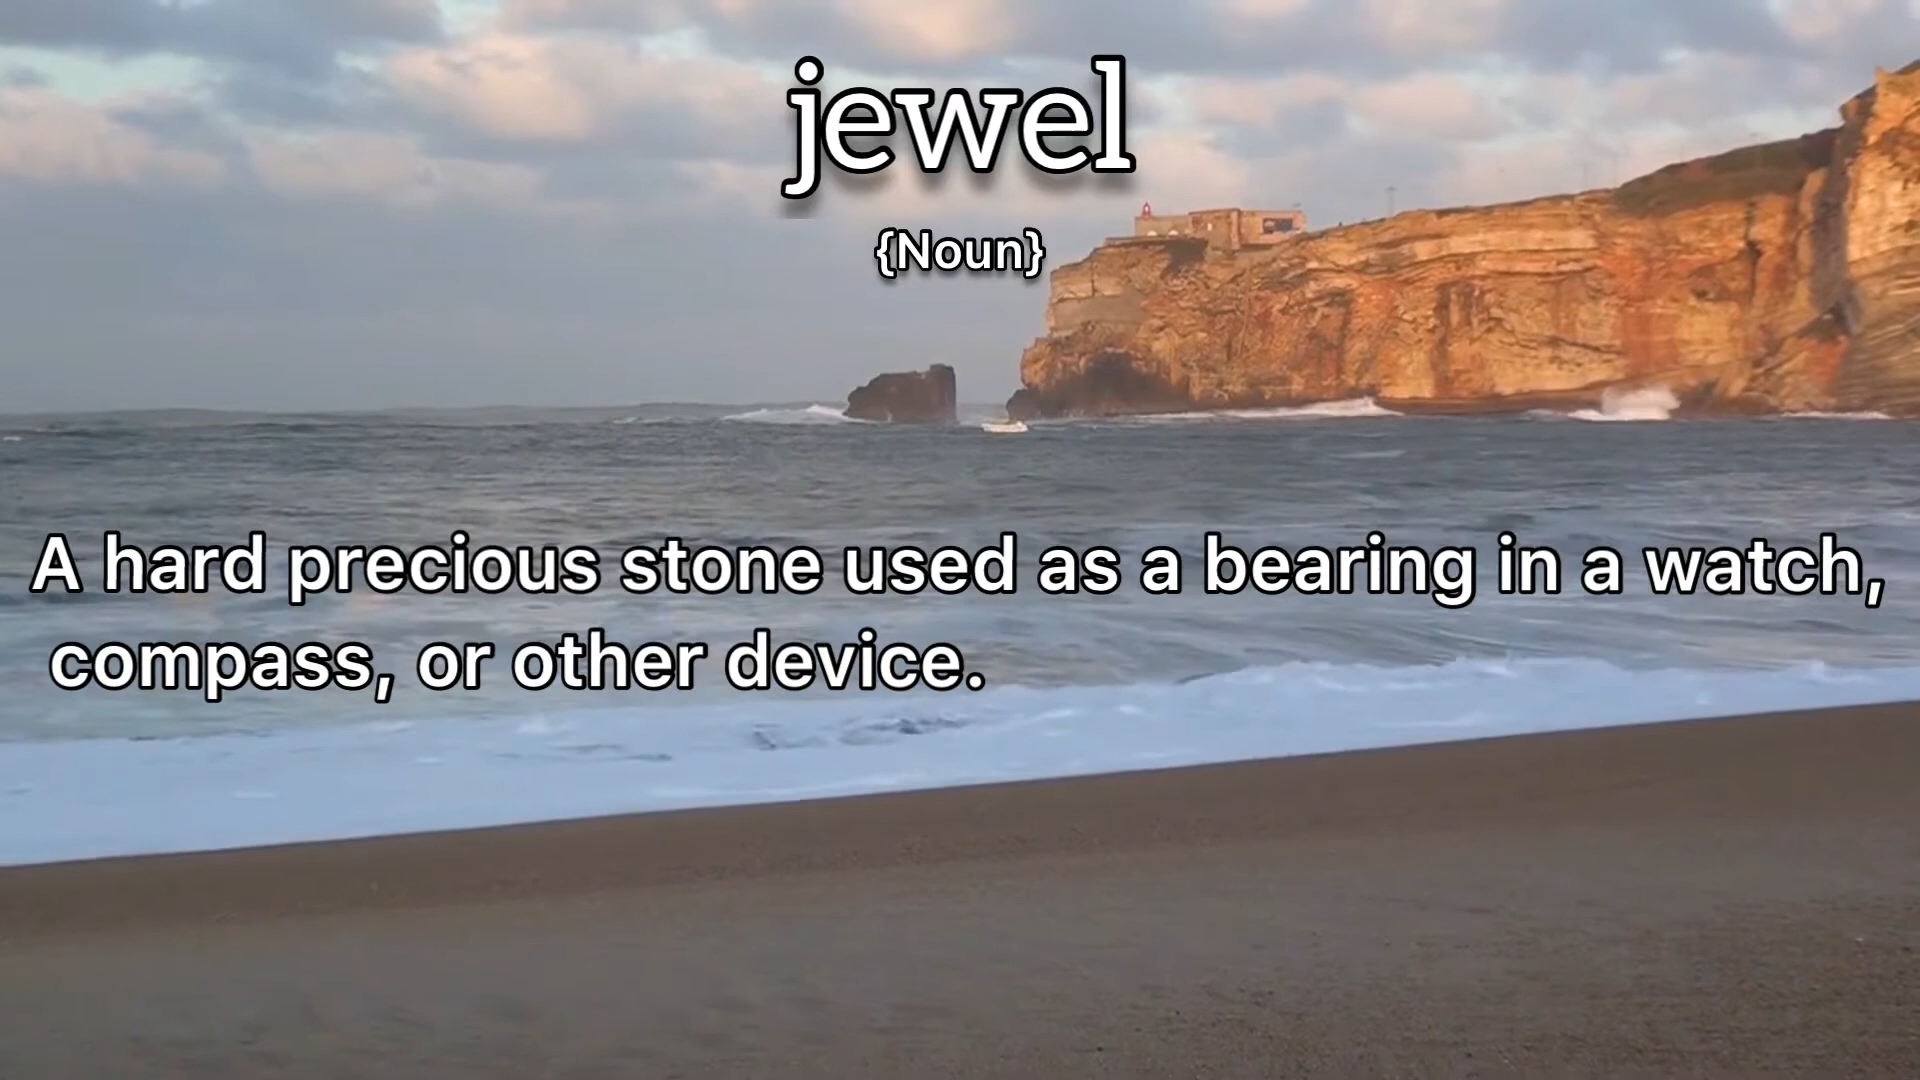 jewel
{Noun}
A hard precious stone used as a bearing in a watch,
compass, or other device.